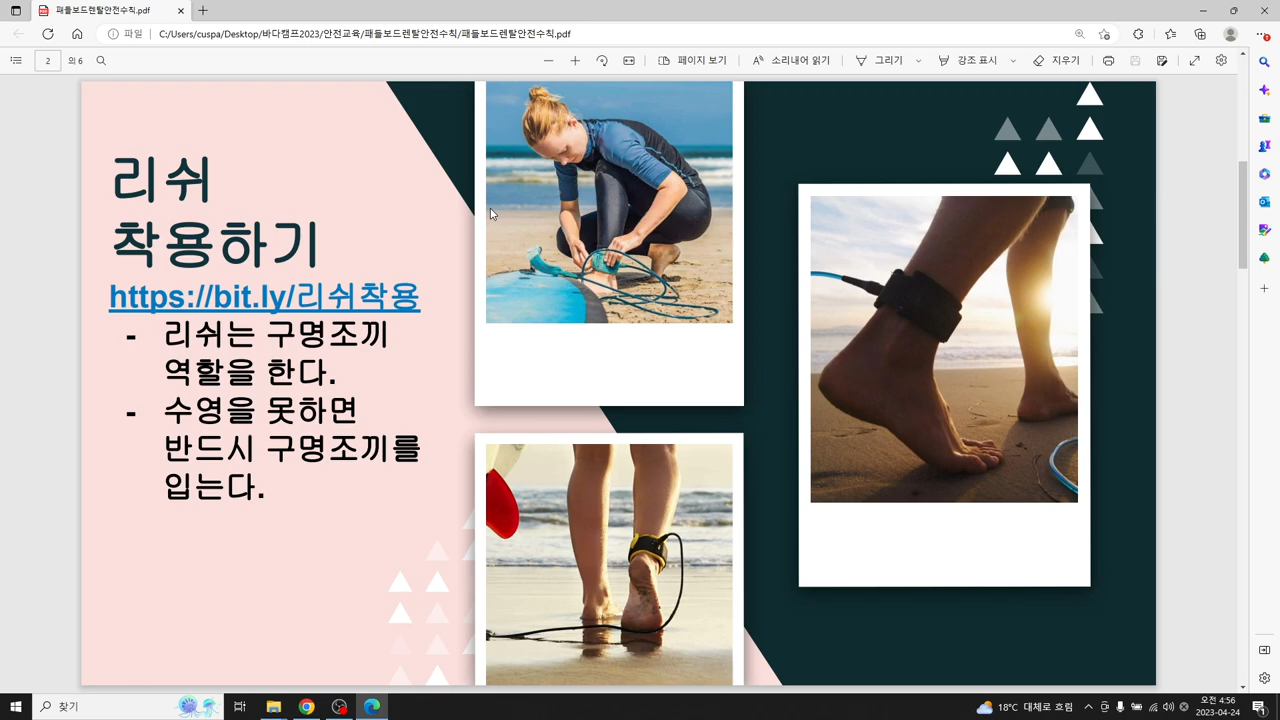 패들보드렌탈안전수칙.pdf
파일
C:/Users/cuspa/Desktop/바다캠프2023/안전교육/패들보드렌탈안전수칙/패들보드렌탈안전수칙.pdf
2 의 6
페이지 보기
소리내어 읽기
그리기
강조 표시
지우기
리쉬
착용하기
https://bit.ly/리쉬착용
- 리쉬는 구명조끼
역할을 한다.
- 수영을 못하면
반드시 구명조끼를
입는다.
찾기
18°C 대체로 흐림
오전 4:56
2023-04-24